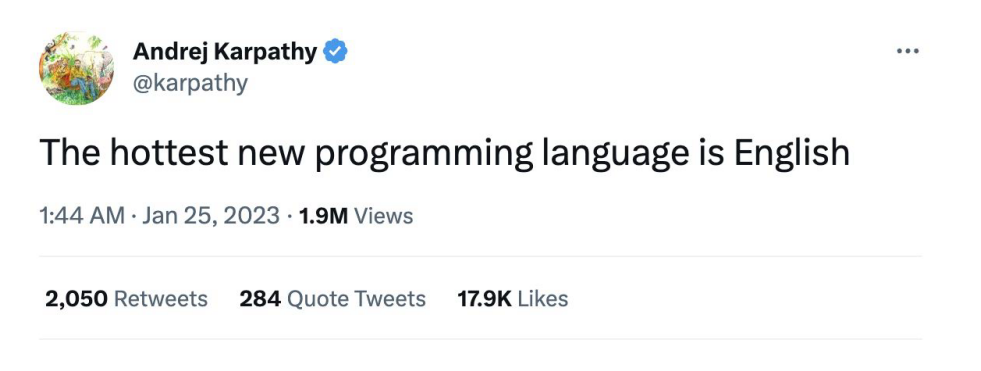 Andrej Karpathy
@karpathy
The hottest new programming language is English
1:44 AM · Jan 25, 2023 · 1.9M Views
2,050 Retweets 284 Quote Tweets 17.9K Likes